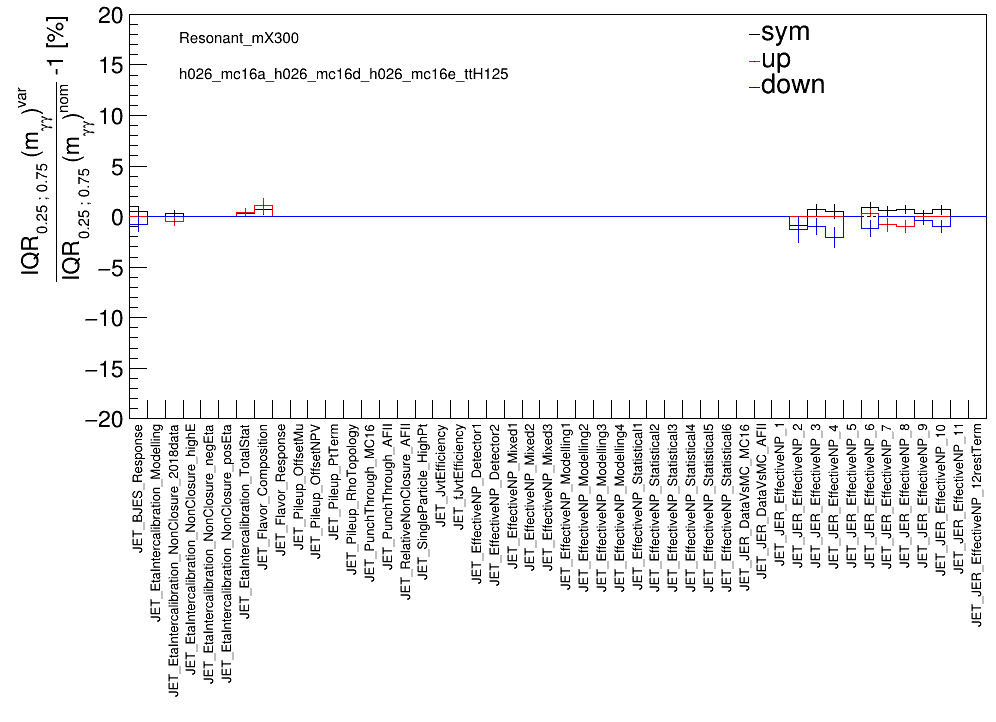 IQR0.25 ; 0.75 (mγγ)var
IQR0.25 ; 0.75 (mγγ)nom -1 [%]
20
15
10
5
0
−5
−10
−15
−20
Resonant_mX300
h026_mc16a_h026_mc16d_h026_mc16e_ttH125
sym
up
down
JET_BJES_Response
JET_EtaIntercalibration_Modelling
JET_EtaIntercalibration_NonClosure_2018data
JET_EtaIntercalibration_NonClosure_highE
JET_EtaIntercalibration_NonClosure_negEta
JET_EtaIntercalibration_NonClosure_posEta
JET_EtaIntercalibration_TotalStat
JET_Flavor_Composition
JET_Flavor_Response
JET_Pileup_OffsetMu
JET_Pileup_OffsetNPV
JET_Pileup_PtTerm
JET_Pileup_RhoTopology
JET_PunchThrough_MC16
JET_PunchThrough_AFII
JET_RelativeNonClosure_AFII
JET_SingleParticle_HighPt
JET_JvtEfficiency
JET_fJvtEfficiency
JET_EffectiveNP_Detector1
JET_EffectiveNP_Detector2
JET_EffectiveNP_Mixed1
JET_EffectiveNP_Mixed2
JET_EffectiveNP_Mixed3
JET_EffectiveNP_Modelling1
JET_EffectiveNP_Modelling2
JET_EffectiveNP_Modelling3
JET_EffectiveNP_Modelling4
JET_EffectiveNP_Statistical1
JET_EffectiveNP_Statistical2
JET_EffectiveNP_Statistical3
JET_EffectiveNP_Statistical4
JET_EffectiveNP_Statistical5
JET_EffectiveNP_Statistical6
JET_JER_DataVsMC_MC16
JET_JER_DataVsMC_AFII
JET_JER_EffectiveNP_1
JET_JER_EffectiveNP_2
JET_JER_EffectiveNP_3
JET_JER_EffectiveNP_4
JET_JER_EffectiveNP_5
JET_JER_EffectiveNP_6
JET_JER_EffectiveNP_7
JET_JER_EffectiveNP_8
JET_JER_EffectiveNP_9
JET_JER_EffectiveNP_10
JET_JER_EffectiveNP_11
JET_JER_EffectiveNP_12restTerm